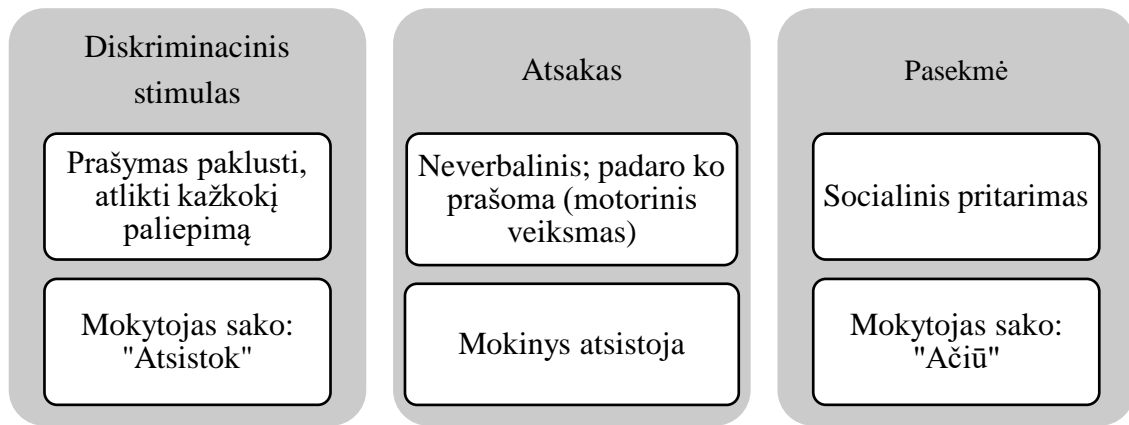 Diskriminacinis
stimulas
Prašymas paklusti,
atlikti kažkokį
paliepimą
Mokytojas sako:
"Atsistok"
Atsakas
Neverbalinis; padaro ko
prašoma (motorinis
veiksmas)
Mokinys atsistoja
Pasekmė
Socialinis pritarimas
Mokytojas sako:
"Ačiū"